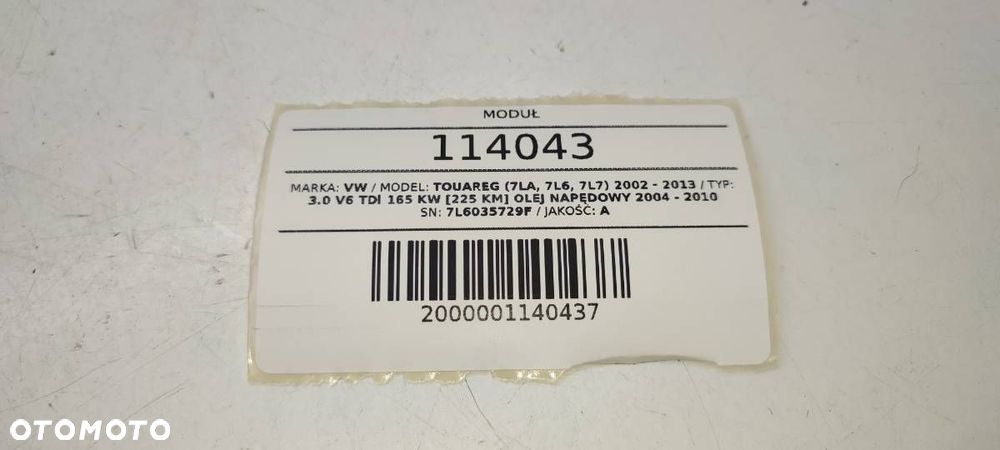 MODUŁ
114043
MARKA: VW / MODEL: TOUAREG (7LA, 7L6, 7L7) 2002 - 2013 / TYP:
3.0 V6 TDI 165 KW [225 KM] OLEJ NAPĘDOWY 2004 - 2010
SN: 7L6035729F / JAKOŚĆ: A
2000001140437
OTOMOTO